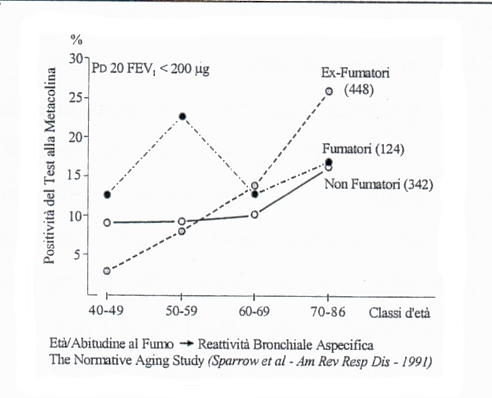 %
30
PD 20 FEV₁ < 200 µg
Ex-Fumatori
(448)
25
20
Fumatori (124)
15
Non Fumatori (342)
10
5
Positività del Test alla Metacolina
40-49 50-59 60-69 70-86 Classi d'età
Età/Abitudine al Fumo → Reattività Bronchiale Aspecifica
The Normative Aging Study (Sparrow et al - Am Rev Resp Dis - 1991)